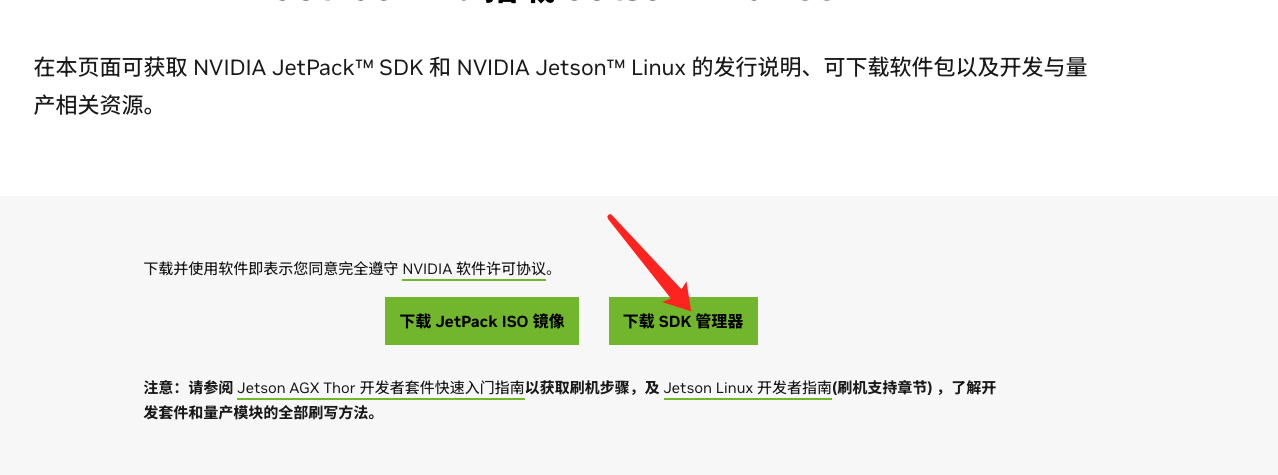 在本页面可获取 NVIDIA JetPack™ SDK 和 NVIDIA Jetson™ Linux 的发行说明、可下载软件包以及开发与量
产相关资源。
下载并使用软件即表示您同意完全遵守 NVIDIA 软件许可协议。
下载 JetPack ISO 镜像
下载 SDK 管理器
注意：请参阅 Jetson AGX Thor 开发者套件快速入门指南以获取刷机步骤，及 Jetson Linux 开发者指南(刷机支持章节) ，了解开
发套件和量产模块的全部刷写方法。